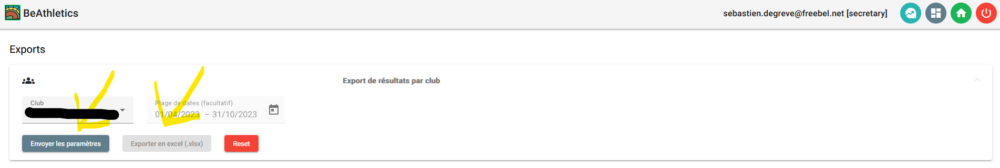 BeAthletics
sebastien.degreve@freebel.net [secretary]
Exports
Export de résultats par club
Club
Plage de dates (facultatif)
01/04/2023 – 31/10/2023
Envoyer les paramètres
Exporter en excel (.xlsx)
Reset